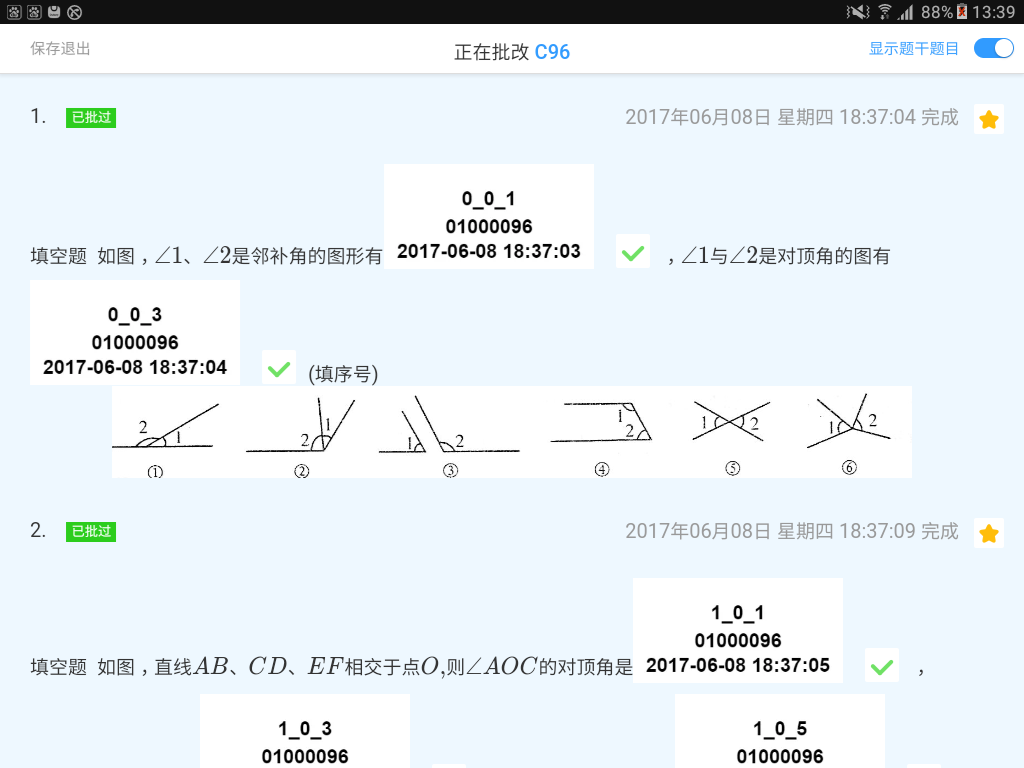 88% 13:39
保存退出 正在批改 C96 显示题干题目
1. 已批过 2017年06月08日 星期四 18:37:04 完成
0_0_1
01000096
2017-06-08 18:37:03
填空题 如图，∠1、∠2是邻补角的图形有 ，∠1与∠2是对顶角的图有
0_0_3
01000096
2017-06-08 18:37:04
(填序号)
2 1 2 1 1 2 1 2 1 2 1 2
① ② ③ ④ ⑤ ⑥
2. 已批过 2017年06月08日 星期四 18:37:09 完成
1_0_1
01000096
2017-06-08 18:37:05
填空题 如图，直线AB、CD、EF相交于点O,则∠AOC的对顶角是 ，
1_0_3 1_0_5
01000096 01000096